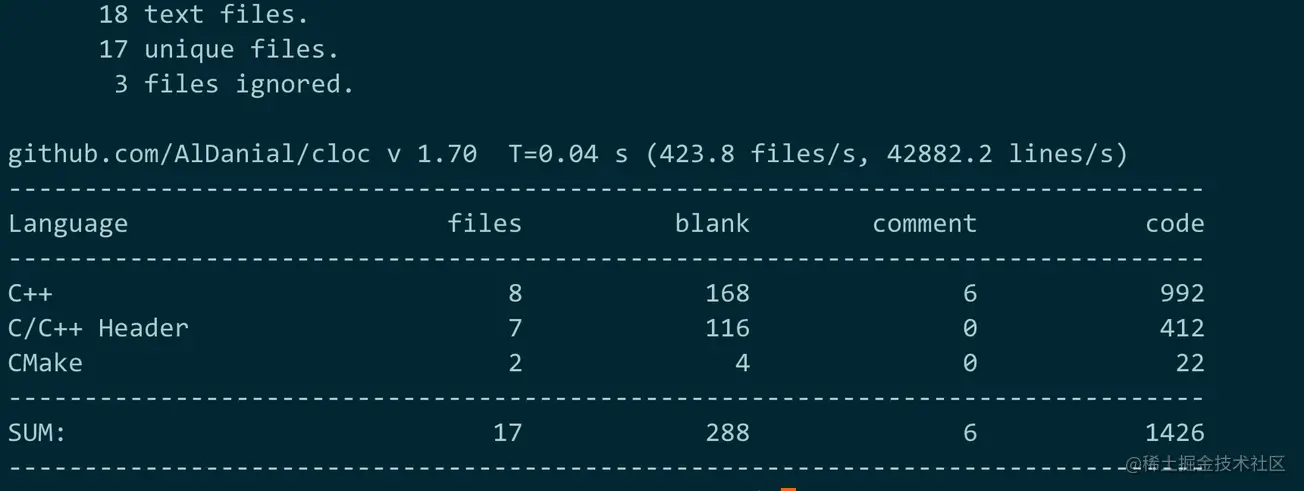 18 text files.
17 unique files.
3 files ignored.
github.com/AlDanial/cloc v 1.70  T=0.04 s (423.8 files/s, 42882.2 lines/s)
-------------------------------------------------------------------------------
Language                     files          blank        comment           code
-------------------------------------------------------------------------------
C++                              8            168              6            992
C/C++ Header                     7            116              0            412
CMake                            2              4              0             22
-------------------------------------------------------------------------------
SUM:                            17            288              6           1426
-------------------------------------------------------------------------------
@稀土掘金技术社区